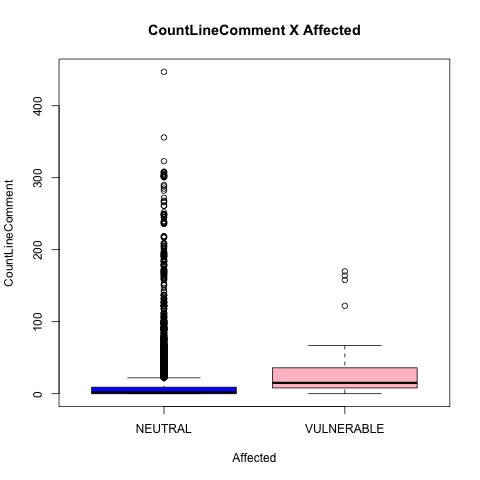 CountLineComment X Affected
CountLineComment
400
300
200
100
0
NEUTRAL
VULNERABLE
Affected